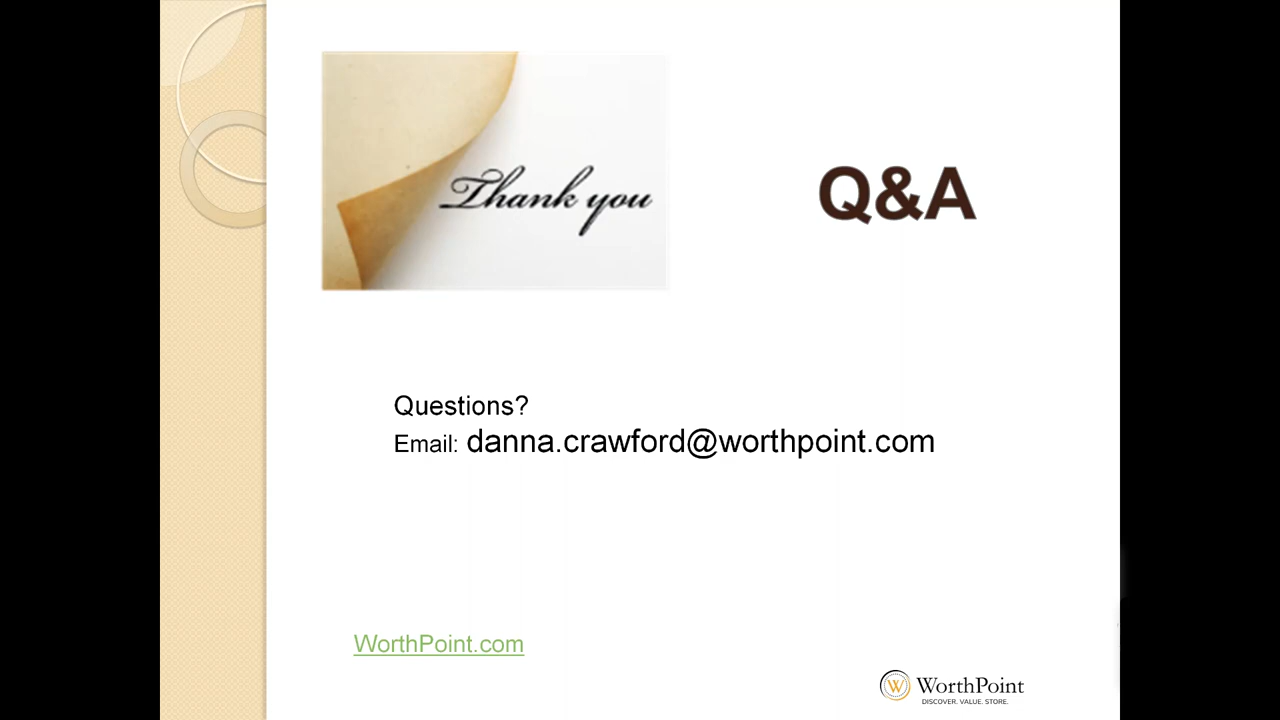 Thank you
Q&A
Questions?
Email: danna.crawford@worthpoint.com
WorthPoint.com
W WorthPoint
DISCOVER. VALUE. STORE.